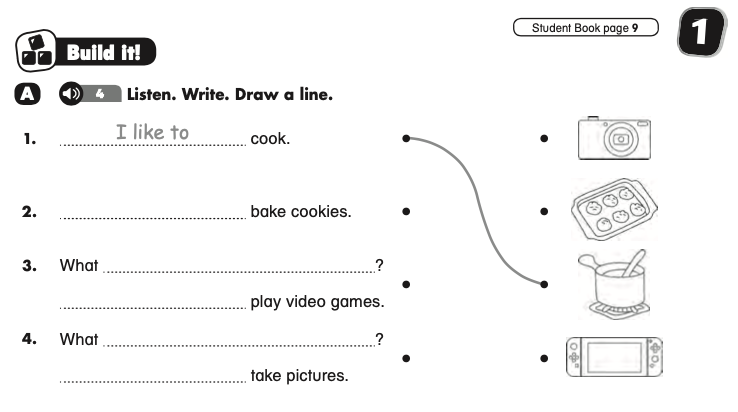 Student Book page 9
1
Build it!
A 4 Listen. Write. Draw a line.
1. I like to cook.
2. bake cookies.
3. What ?
play video games.
4. What ?
take pictures.